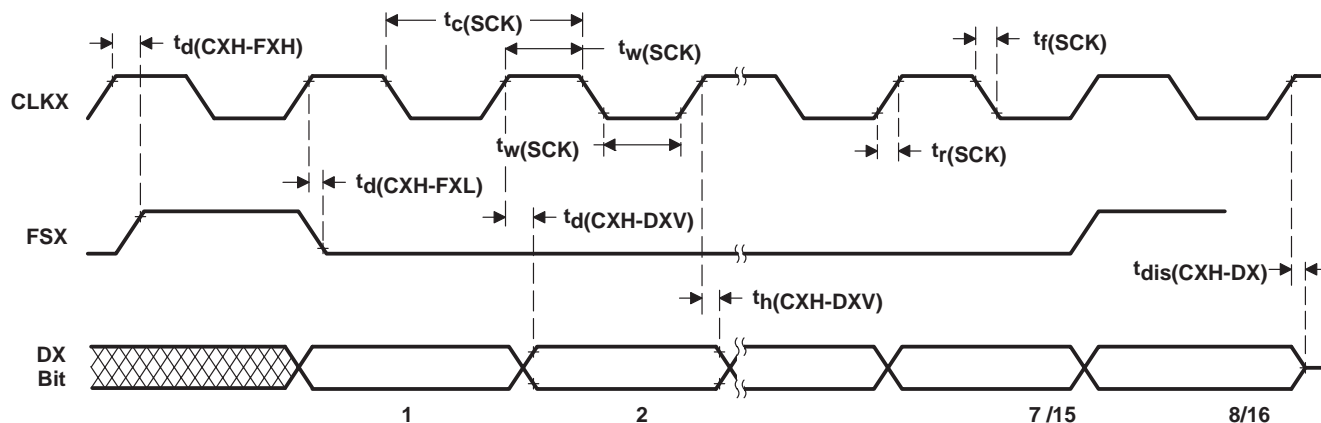 tc(SCK)
td(CXH-FXH)
tw(SCK)
tf(SCK)
CLKX
tw(SCK)
tr(SCK)
td(CXH-FXL)
td(CXH-DXV)
FSX
tdis(CXH-DX)
th(CXH-DXV)
DX
Bit
1 2 7 /15 8/16